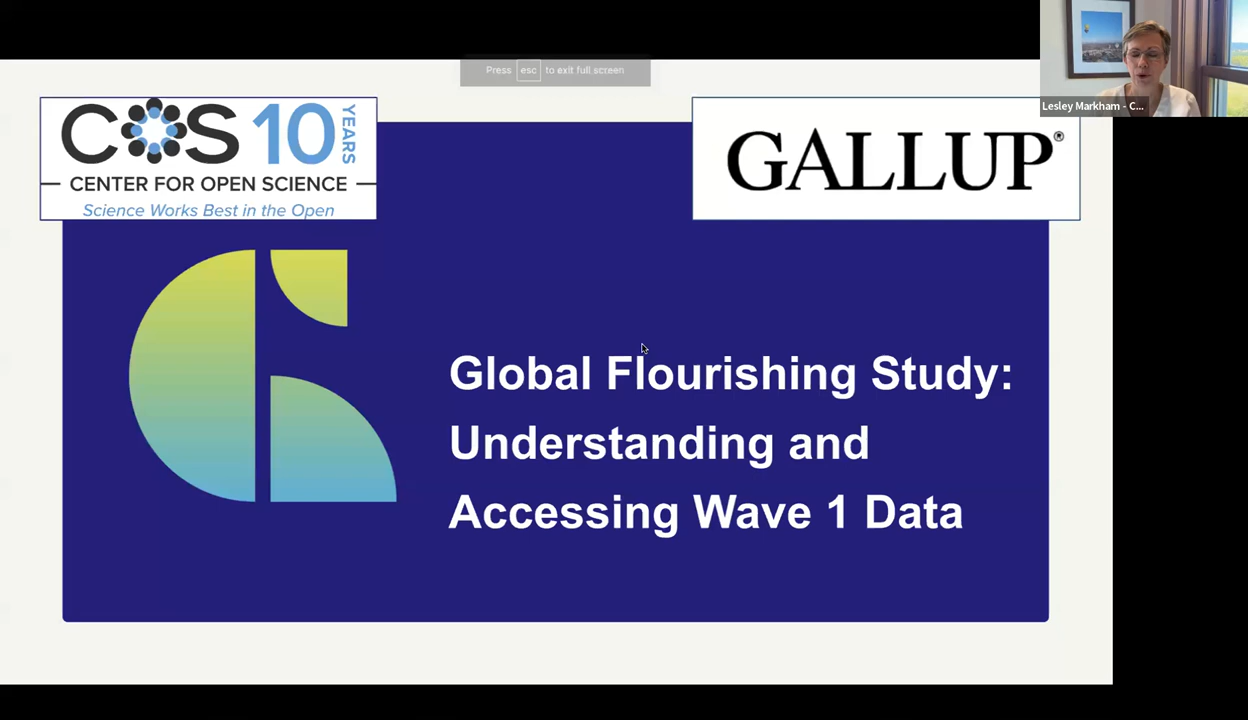 Press esc to exit full screen
COS 10 YEARS
CENTER FOR OPEN SCIENCE
Science Works Best in the Open
GALLUP®
Lesley Markham - C...
Global Flourishing Study:
Understanding and
Accessing Wave 1 Data